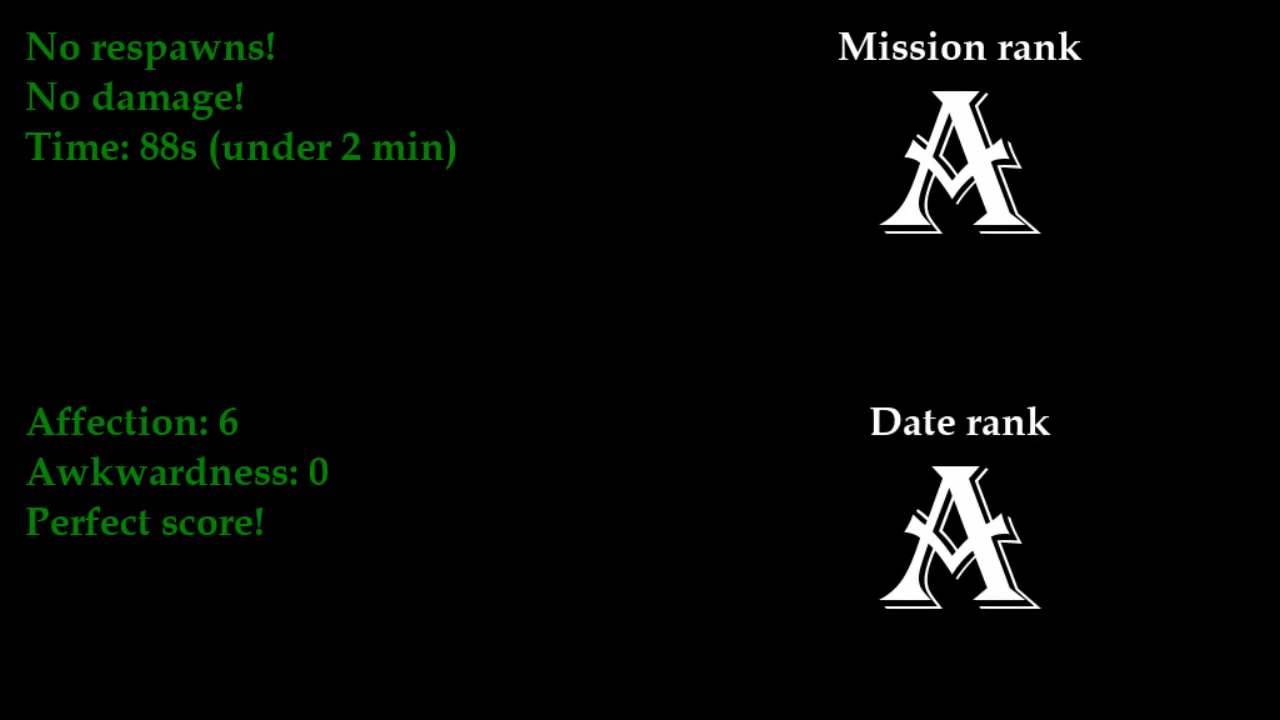 No respawns!
No damage!
Time: 88s (under 2 min)
Mission rank
A
Affection: 6
Awkwardness: 0
Perfect score!
Date rank
A